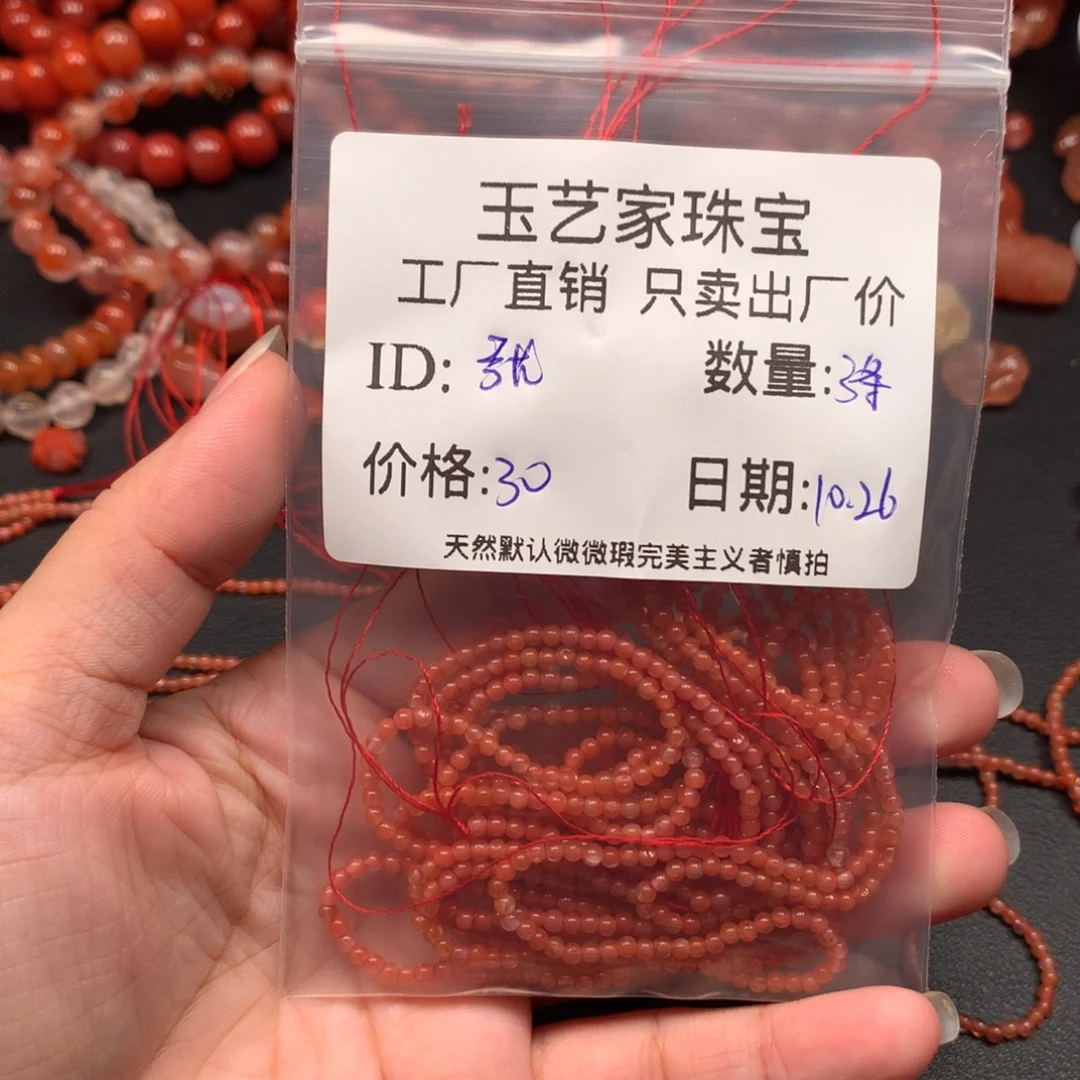 玉艺家珠宝
工厂直销 只卖出厂价
ID:
数量:3条
价格:30
日期:10.26
天然默认微微瑕完美主义者慎拍